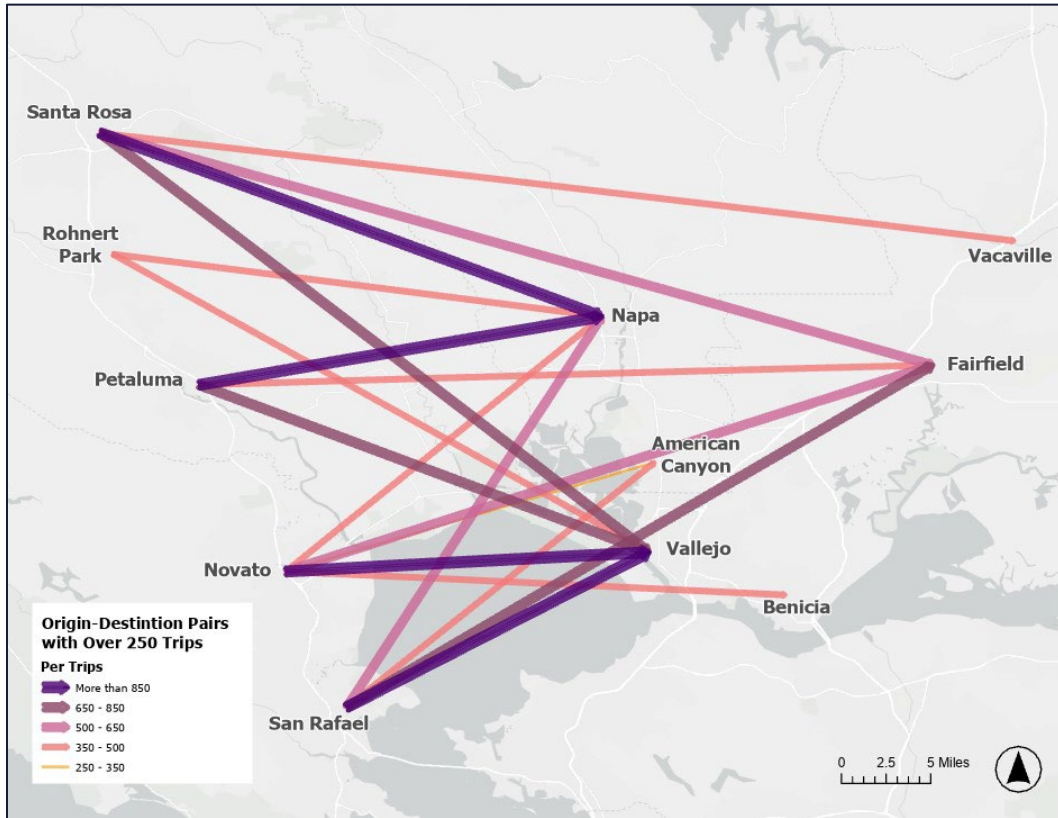 Santa Rosa
Rohnert
Park
Vacaville
Napa
Petaluma
Fairfield
American
Canyon
Novato
Vallejo
Benicia
San Rafael
Origin-Destintion Pairs
with Over 250 Trips
Per Trips
More than 850
650 - 850
500 - 650
350 - 500
250 - 350
0 2.5 5 Miles